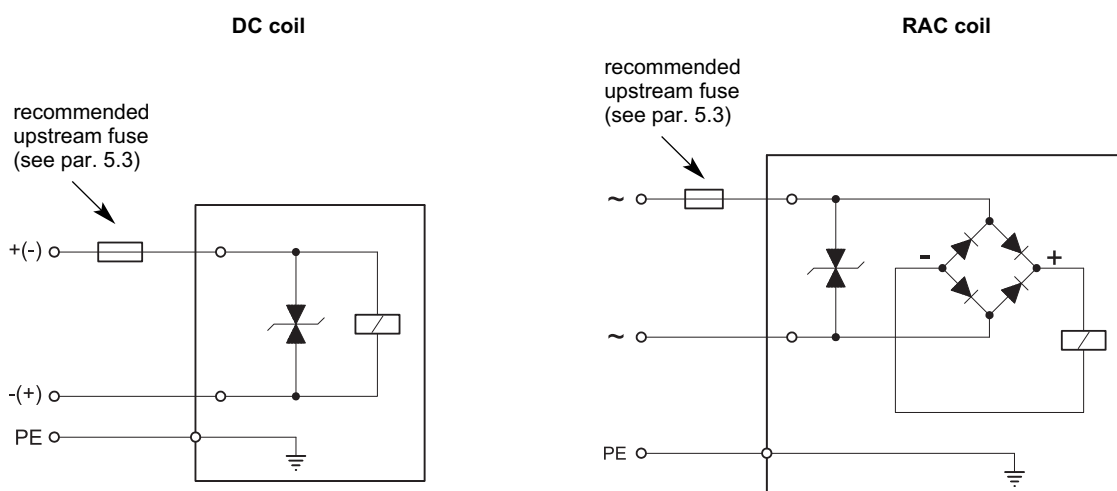 DC coil
recommended
upstream fuse
(see par. 5.3)
+(-)
-(+)
PE
RAC coil
recommended
upstream fuse
(see par. 5.3)
~
- +
~
PE